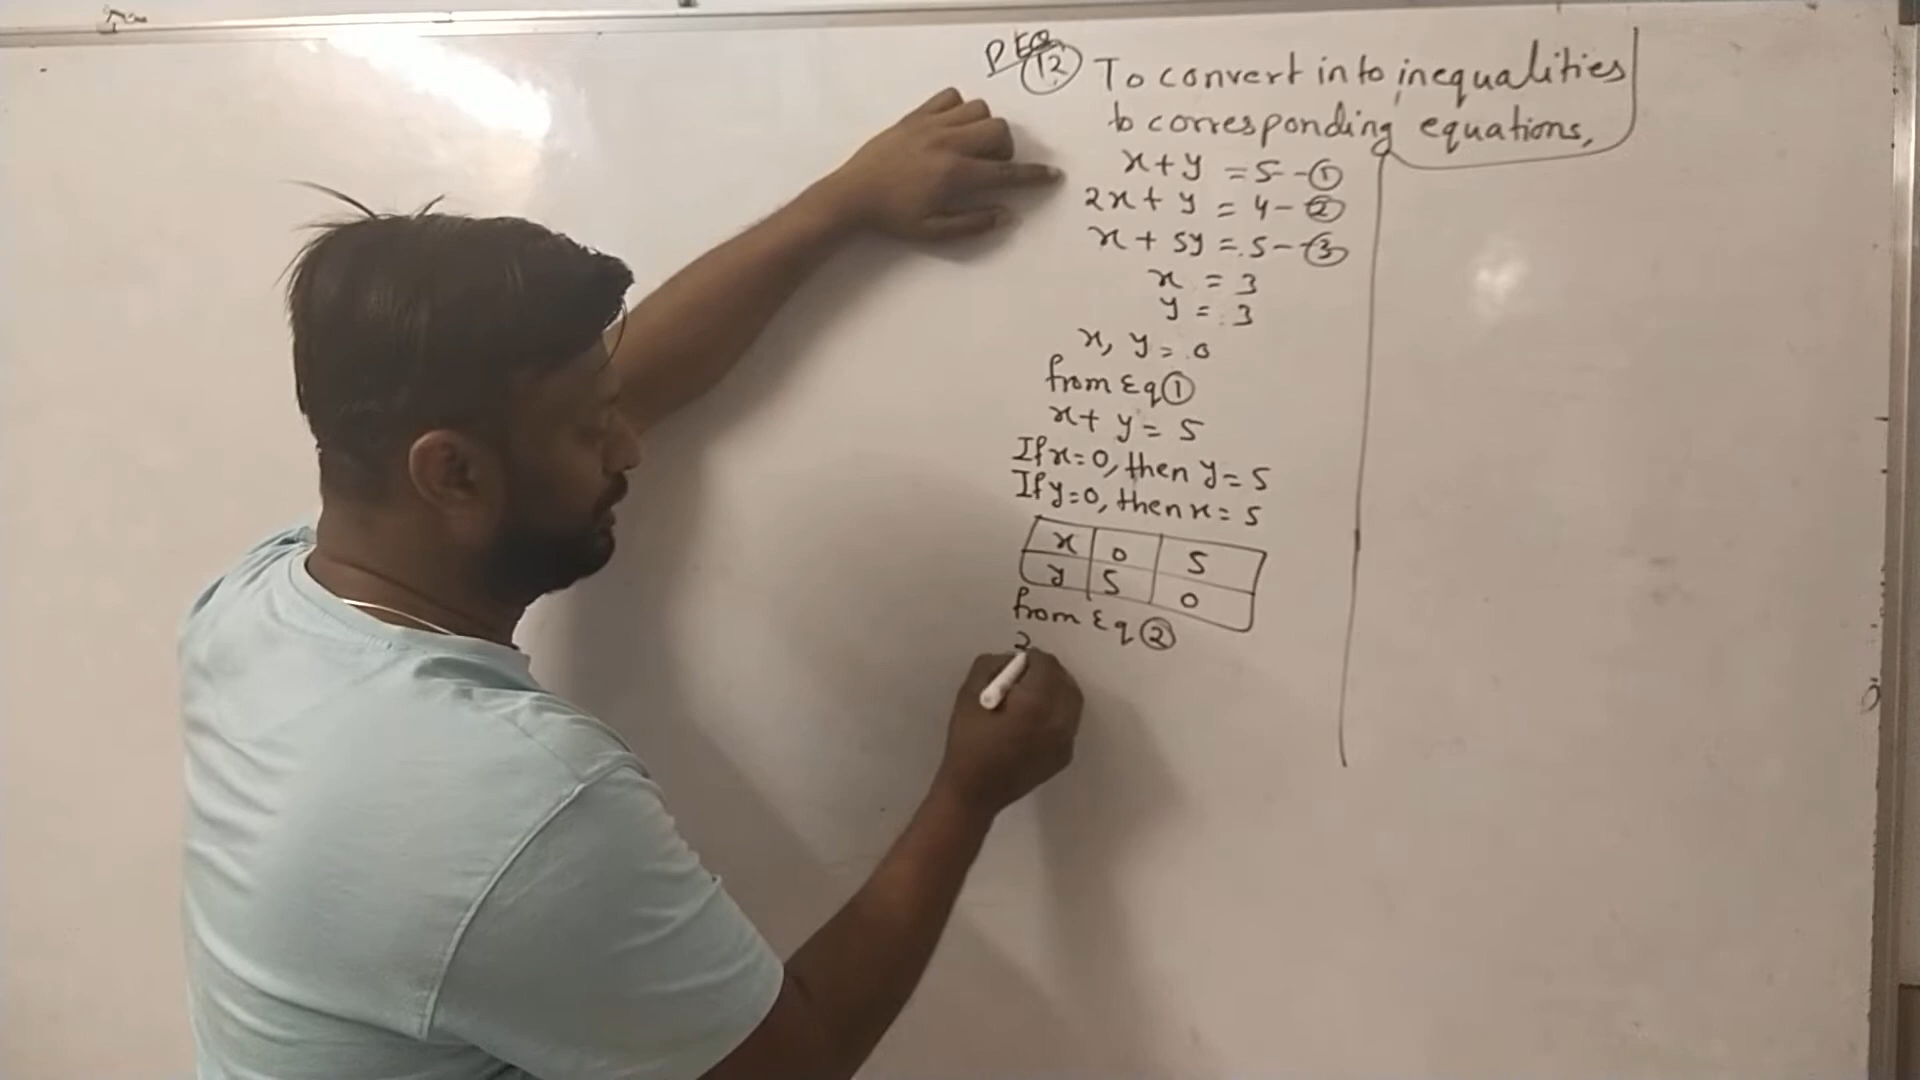 12 To convert into inequalities
to corresponding equations,
x + y = 5 - ①
2x + y = 4 - ②
x + 5y = 5 - ③
x = 3
y = 3
x, y = 0
from Eq ①
x + y = 5
If x = 0, then y = 5
If y = 0, then x = 5
x 0 5
y 5 0
from Eq ②
2